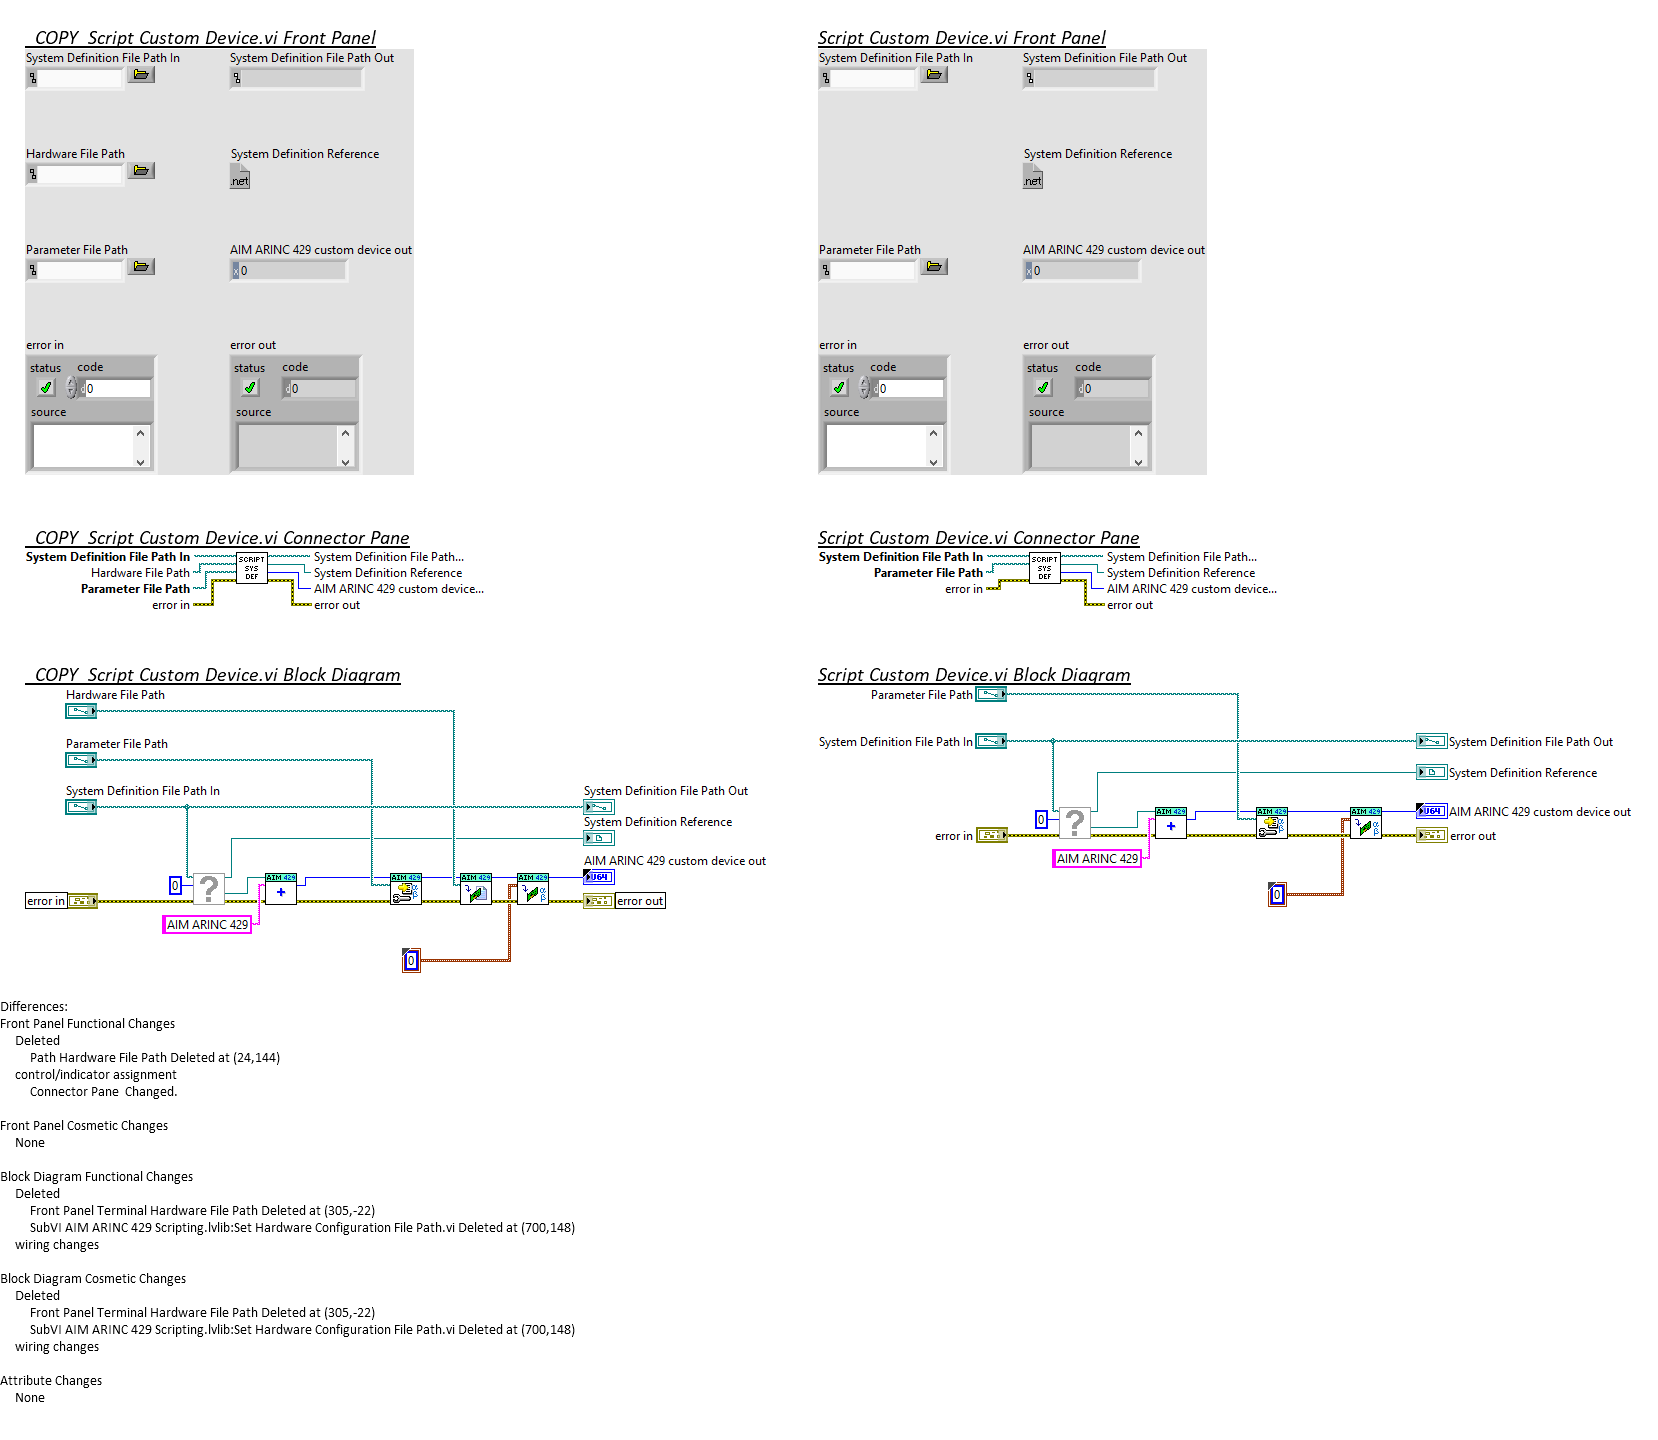 COPY Script Custom Device.vi Front Panel
System Definition File Path In
System Definition File Path Out
Hardware File Path
System Definition Reference
.net
Parameter File Path
AIM ARINC 429 custom device out
x 0
error in
error out
status code
d 0
source
status code
d 0
source
Script Custom Device.vi Front Panel
System Definition File Path In
System Definition File Path Out
System Definition Reference
.net
Parameter File Path
AIM ARINC 429 custom device out
x 0
error in
error out
status code
d 0
source
status code
d 0
source
COPY Script Custom Device.vi Connector Pane
System Definition File Path In
Hardware File Path
Parameter File Path
error in
SCRIPT
SYS
DEF
System Definition File Path...
System Definition Reference
AIM ARINC 429 custom device...
error out
Script Custom Device.vi Connector Pane
System Definition File Path In
Parameter File Path
error in
SCRIPT
SYS
DEF
System Definition File Path...
System Definition Reference
AIM ARINC 429 custom device...
error out
COPY Script Custom Device.vi Block Diagram
Hardware File Path
Parameter File Path
System Definition File Path In
System Definition File Path Out
System Definition Reference
AIM ARINC 429 custom device out
0
?
AIM 429
+
AIM 429
α
β
AIM 429
AIM 429
α
β
U64
error in
error out
AIM ARINC 429
0
Script Custom Device.vi Block Diagram
Parameter File Path
System Definition File Path In
System Definition File Path Out
System Definition Reference
0
?
AIM 429
+
AIM 429
α
β
AIM 429
α
β
U64
AIM ARINC 429 custom device out
error in
error out
AIM ARINC 429
0
Differences:
Front Panel Functional Changes
Deleted
Path Hardware File Path Deleted at (24,144)
control/indicator assignment
Connector Pane  Changed.
Front Panel Cosmetic Changes
None
Block Diagram Functional Changes
Deleted
Front Panel Terminal Hardware File Path Deleted at (305,-22)
SubVI AIM ARINC 429 Scripting.lvlib:Set Hardware Configuration File Path.vi Deleted at (700,148)
wiring changes
Block Diagram Cosmetic Changes
Deleted
Front Panel Terminal Hardware File Path Deleted at (305,-22)
SubVI AIM ARINC 429 Scripting.lvlib:Set Hardware Configuration File Path.vi Deleted at (700,148)
wiring changes
Attribute Changes
None